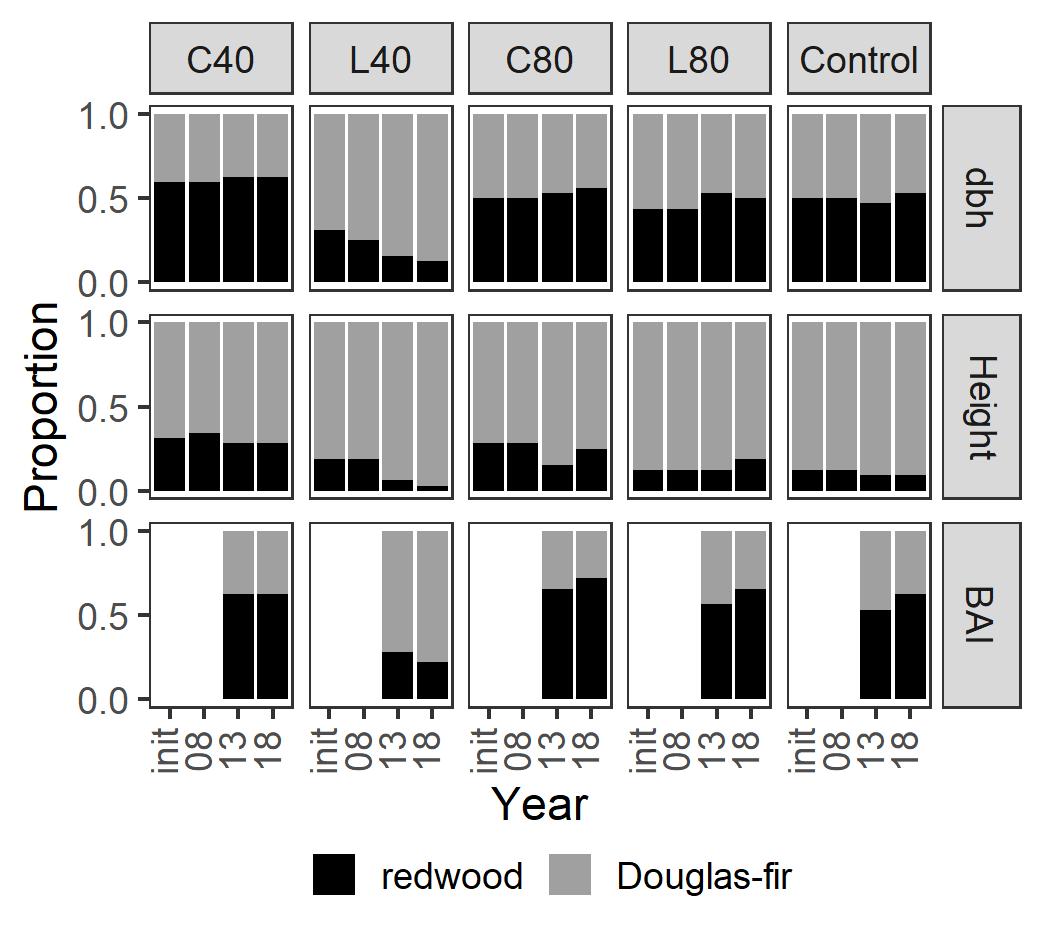 C40 L40 C80 L80 Control
1.0
0.5
0.0
dbh
1.0
0.5
0.0
Height
1.0
0.5
0.0
BAI
Proportion
init 08 13 18 init 08 13 18 init 08 13 18 init 08 13 18 init 08 13 18
Year
redwood Douglas-fir